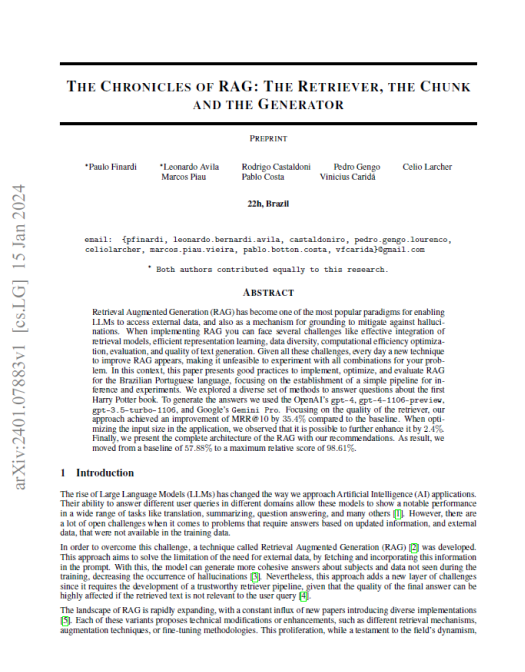 arXiv:2401.07883v1 [cs.LG] 15 Jan 2024
THE CHRONICLES OF RAG: THE RETRIEVER, THE CHUNK
AND THE GENERATOR
PREPRINT
*Paulo Finardi *Leonardo Avila Rodrigo Castaldoni Pedro Gengo Celio Larcher
Marcos Piau Pablo Costa Vinicius Caridá
22h, Brazil
email: {pfinardi, leonardo.bernardi.avila, castaldoniro, pedro.gengo.lourenco,
celiolarcher, marcos.piau.vieira, pablo.botton.costa, vfcarida}@gmail.com
* Both authors contributed equally to this research.
ABSTRACT
Retrieval Augmented Generation (RAG) has become one of the most popular paradigms for enabling
LLMs to access external data, and also as a mechanism for grounding to mitigate against halluci-
nations. When implementing RAG you can face several challenges like effective integration of
retrieval models, efficient representation learning, data diversity, computational efficiency optimiza-
tion, evaluation, and quality of text generation. Given all these challenges, every day a new technique
to improve RAG appears, making it unfeasible to experiment with all combinations for your prob-
lem. In this context, this paper presents good practices to implement, optimize, and evaluate RAG
for the Brazilian Portuguese language, focusing on the establishment of a simple pipeline for in-
ference and experiments. We explored a diverse set of methods to answer questions about the first
Harry Potter book. To generate the answers we used the OpenAI's gpt-4, gpt-4-1106-preview,
gpt-3.5-turbo-1106, and Google's Gemini Pro. Focusing on the quality of the retriever, our
approach achieved an improvement of MRR@10 by 35.4% compared to the baseline. When opti-
mizing the input size in the application, we observed that it is possible to further enhance it by 2.4%.
Finally, we present the complete architecture of the RAG with our recommendations. As result, we
moved from a baseline of 57.88% to a maximum relative score of 98.61%.
1 Introduction
The rise of Large Language Models (LLMs) has changed the way we approach Artificial Intelligence (AI) applications.
Their ability to answer different user queries in different domains allow these models to show a notable performance
in a wide range of tasks like translation, summarizing, question answering, and many others [1]. However, there are
a lot of open challenges when it comes to problems that require answers based on updated information, and external
data, that were not available in the training data.
In order to overcome this challenge, a technique called Retrieval Augmented Generation (RAG) [2] was developed.
This approach aims to solve the limitation of the need for external data, by fetching and incorporating this information
in the prompt. With this, the model can generate more cohesive answers about subjects and data not seen during the
training, decreasing the occurrence of hallucinations [3]. Nevertheless, this approach adds a new layer of challenges
since it requires the development of a trustworthy retriever pipeline, given that the quality of the final answer can be
highly affected if the retrieved text is not relevant to the user query [4].
The landscape of RAG is rapidly expanding, with a constant influx of new papers introducing diverse implementations
[5]. Each of these variants proposes technical modifications or enhancements, such as different retrieval mechanisms,
augmentation techniques, or fine-tuning methodologies. This proliferation, while a testament to the field's dynamism,